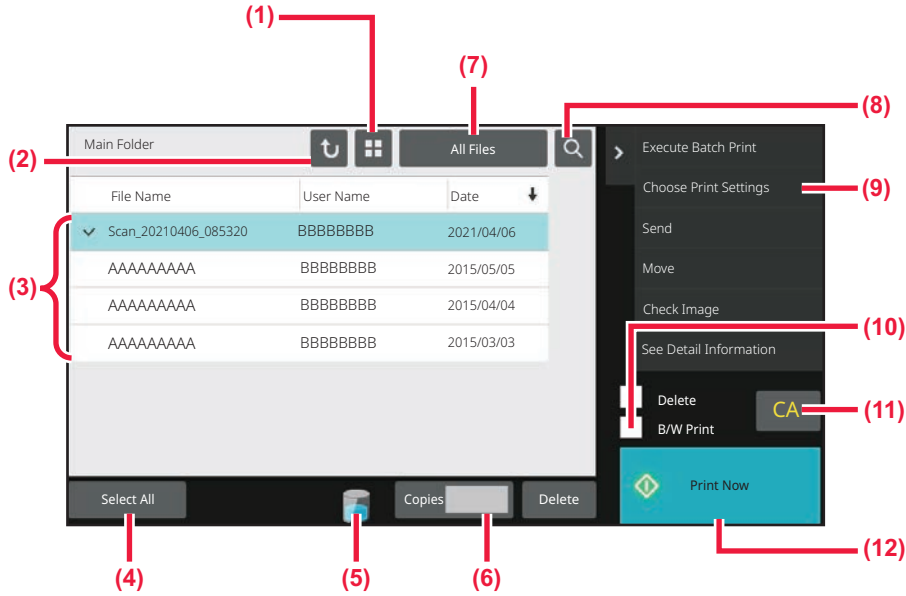 (1)
(7)
(8)
(2)
Main Folder
All Files
Execute Batch Print
File Name User Name Date
Choose Print Settings
(9)
(3)
Scan_20210406_085320 BBBBBBBB 2021/04/06
Send
AAAAAAAAA BBBBBBBB 2015/05/05
Move
AAAAAAAAA BBBBBBBB 2015/04/04
Check Image
(10)
AAAAAAAAA BBBBBBBB 2015/03/03
See Detail Information
Delete
CA
(11)
B/W Print
Select All
Copies
Delete
Print Now
(12)
(4)
(5)
(6)